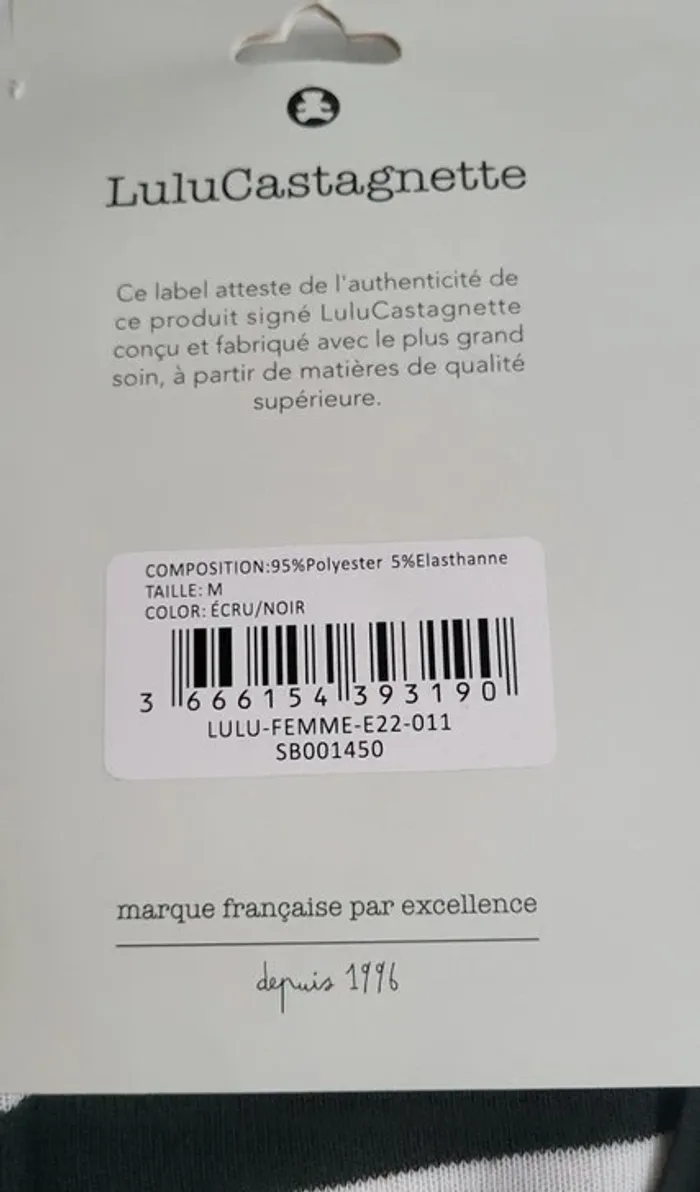 LuluCastagnette
Ce label atteste de l'authenticité de
ce produit signé LuluCastagnette
conçu et fabriqué avec le plus grand
soin, à partir de matières de qualité
supérieure.
COMPOSITION:95%Polyester 5%Elasthanne
TAILLE: M
COLOR: ÉCRU/NOIR
3 666154 393190
LULU-FEMME-E22-011
SB001450
marque française par excellence
depuis 1996